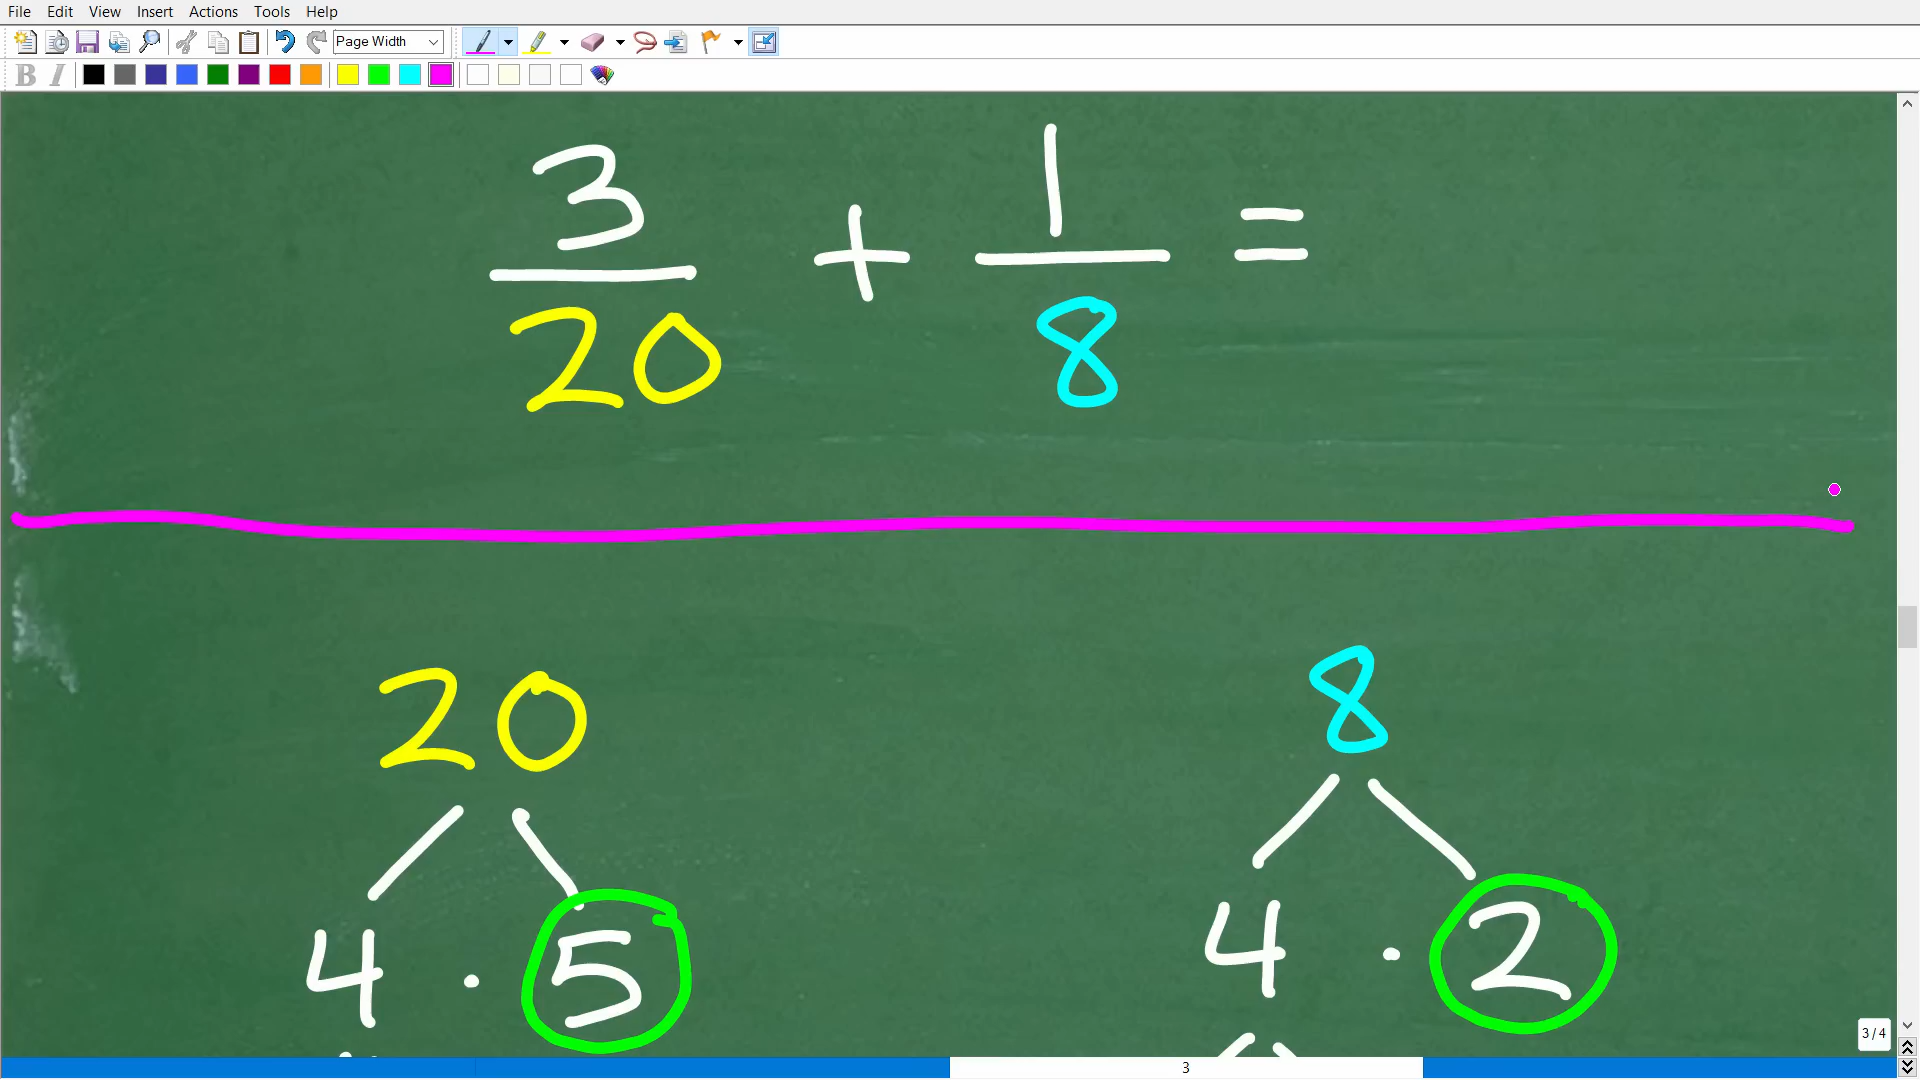 File Edit View Insert Actions Tools Help
Page Width
B I
3/20 + 1/8 =
20 8
4 · 5 4 · 2
3 / 4
3